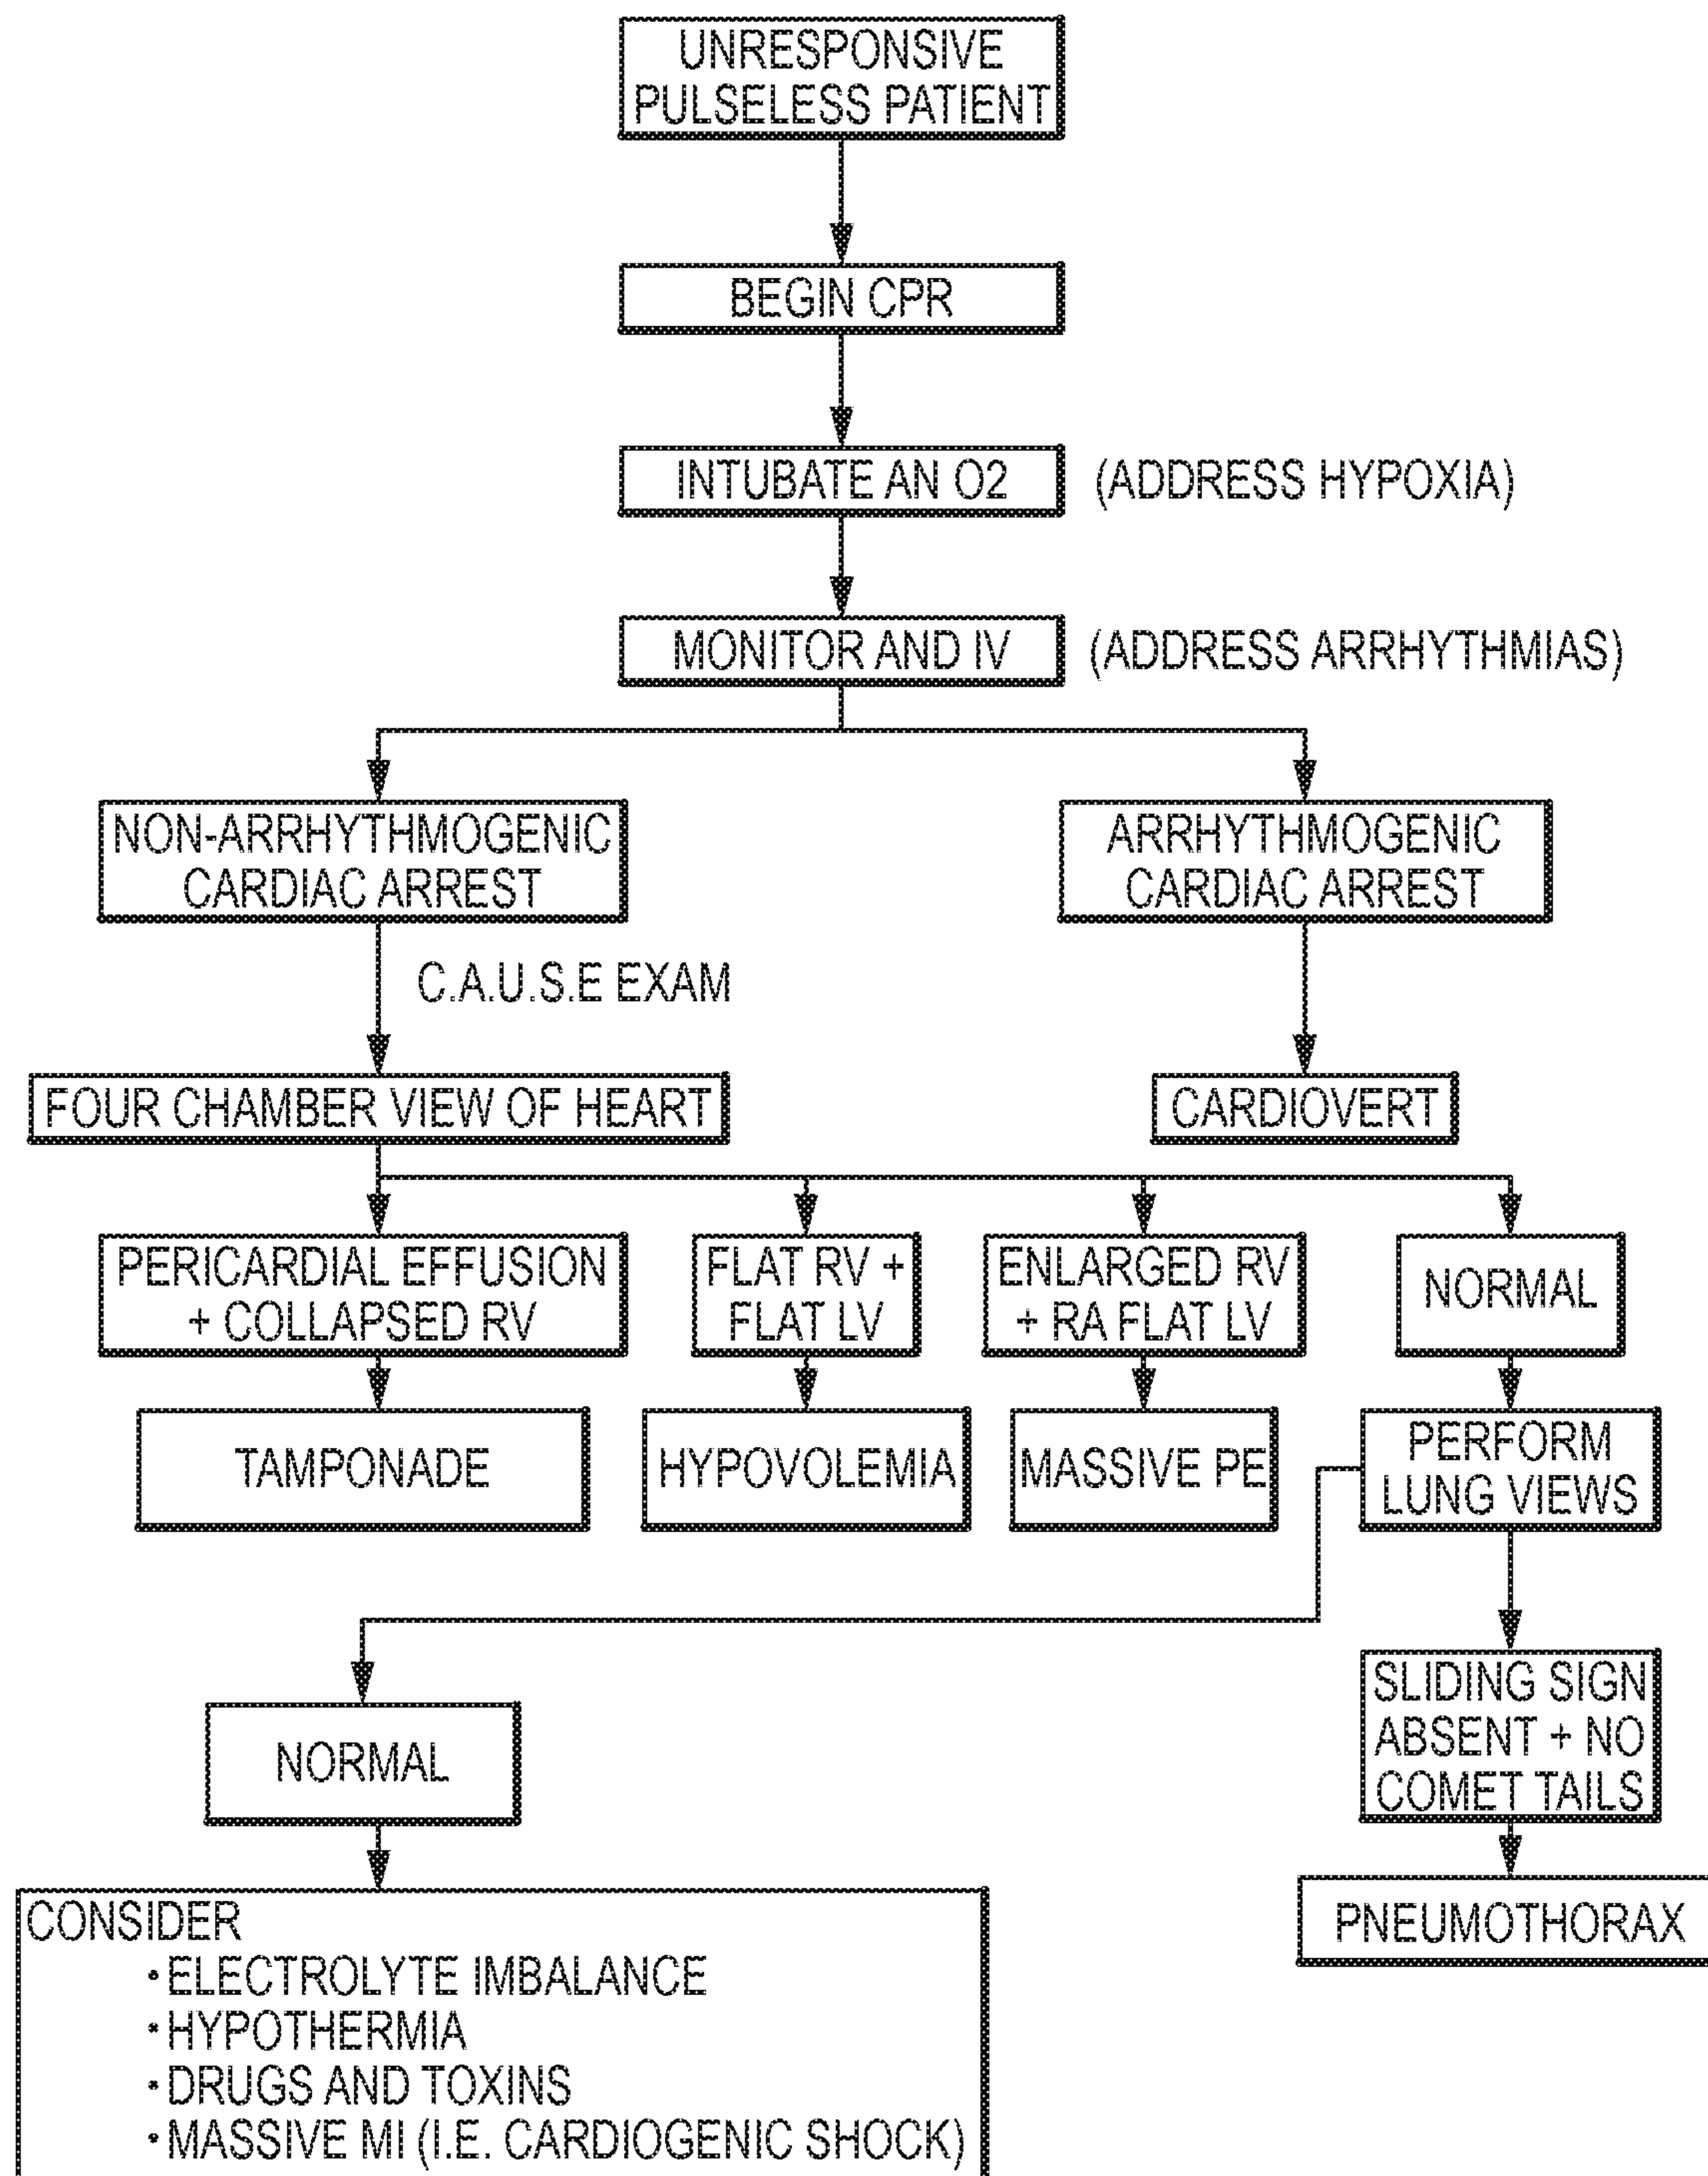 UNRESPONSIVE
PULSELESS PATIENT
BEGIN CPR
INTUBATE AN O2
(ADDRESS HYPOXIA)
MONITOR AND IV
(ADDRESS ARRHYTHMIAS)
NON-ARRHYTHMOGENIC
CARDIAC ARREST
ARRHYTHMOGENIC
CARDIAC ARREST
C.A.U.S.E EXAM
FOUR CHAMBER VIEW OF HEART
CARDIOVERT
PERICARDIAL EFFUSION
+ COLLAPSED RV
FLAT RV +
FLAT LV
ENLARGED RV
+ RA FLAT LV
NORMAL
TAMPONADE
HYPOVOLEMIA
MASSIVE PE
PERFORM
LUNG VIEWS
NORMAL
SLIDING SIGN
ABSENT + NO
COMET TAILS
PNEUMOTHORAX
CONSIDER
• ELECTROLYTE IMBALANCE
• HYPOTHERMIA
• DRUGS AND TOXINS
• MASSIVE MI (I.E. CARDIOGENIC SHOCK)